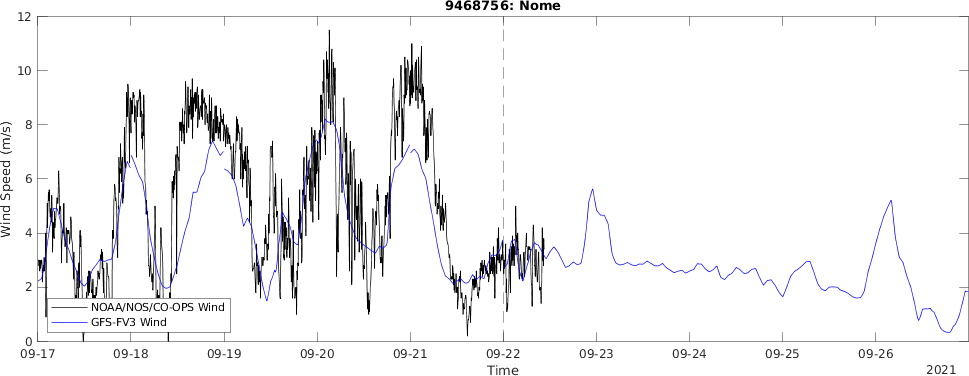 9468756: Nome
12
10
8
6
4
2
0
Wind Speed (m/s)
NOAA/NOS/CO-OPS Wind
GFS-FV3 Wind
09-17 09-18 09-19 09-20 09-21 09-22 09-23 09-24 09-25 09-26
Time
2021